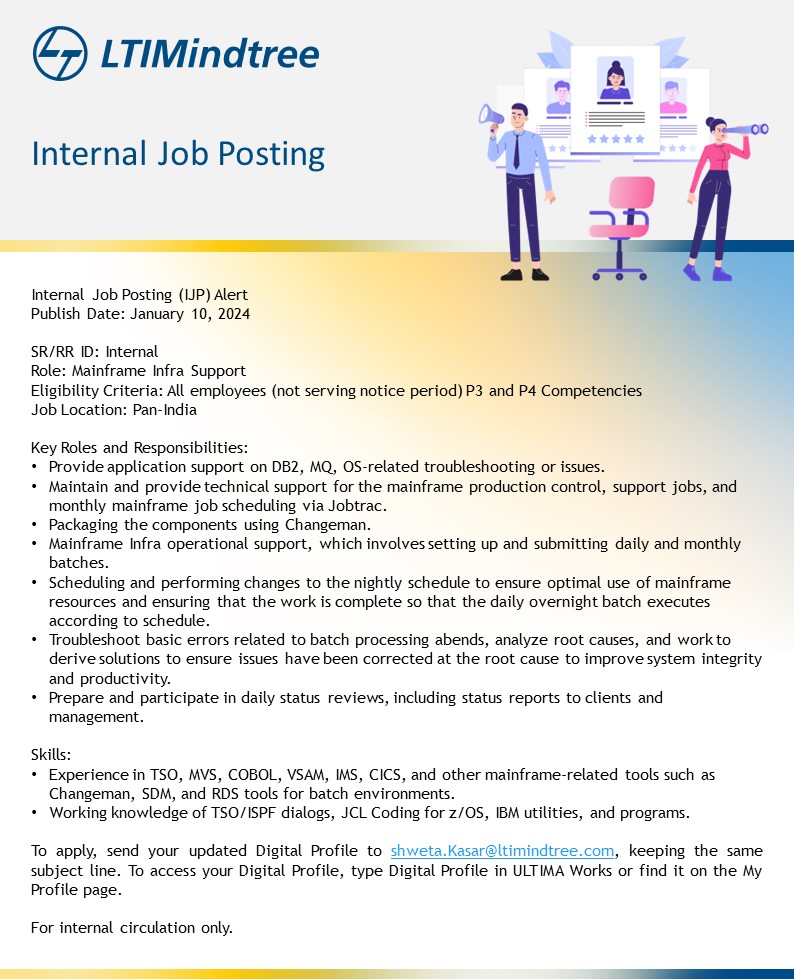 LTIMindtree
Internal Job Posting
Internal Job Posting (IJP) Alert
Publish Date: January 10, 2024
SR/RR ID: Internal
Role: Mainframe Infra Support
Eligibility Criteria: All employees (not serving notice period) P3 and P4 Competencies
Job Location: Pan-India
Key Roles and Responsibilities:
• Provide application support on DB2, MQ, OS-related troubleshooting or issues.
• Maintain and provide technical support for the mainframe production control, support jobs, and
monthly mainframe job scheduling via Jobtrac.
• Packaging the components using Changeman.
• Mainframe Infra operational support, which involves setting up and submitting daily and monthly
batches.
• Scheduling and performing changes to the nightly schedule to ensure optimal use of mainframe
resources and ensuring that the work is complete so that the daily overnight batch executes
according to schedule.
• Troubleshoot basic errors related to batch processing abends, analyze root causes, and work to
derive solutions to ensure issues have been corrected at the root cause to improve system integrity
and productivity.
• Prepare and participate in daily status reviews, including status reports to clients and
management.
Skills:
• Experience in TSO, MVS, COBOL, VSAM, IMS, CICS, and other mainframe-related tools such as
Changeman, SDM, and RDS tools for batch environments.
• Working knowledge of TSO/ISPF dialogs, JCL Coding for z/OS, IBM utilities, and programs.
To apply, send your updated Digital Profile to shweta.Kasar@ltimindtree.com, keeping the same
subject line. To access your Digital Profile, type Digital Profile in ULTIMA Works or find it on the My
Profile page.
For internal circulation only.